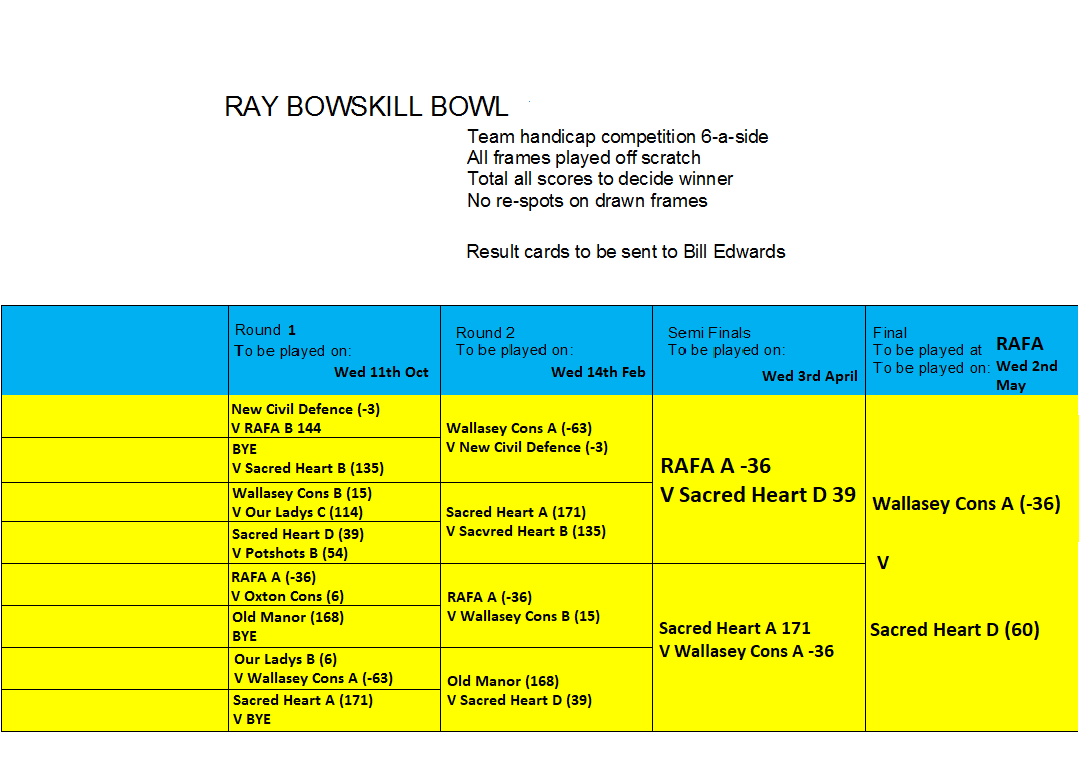 RAY BOWSKILL BOWL
Team handicap competition 6-a-side
All frames played off scratch
Total all scores to decide winner
No re-spots on drawn frames
Result cards to be sent to Bill Edwards
Round 1
To be played on:
Wed 11th Oct
Round 2
To be played on:
Wed 14th Feb
Semi Finals
To be played on:
Wed 3rd April
Final
To be played at RAFA
To be played on: Wed 2nd
May
New Civil Defence (-3)
V RAFA B 144
BYE
V Sacred Heart B (135)
Wallasey Cons B (15)
V Our Ladys C (114)
Sacred Heart D (39)
V Potshots B (54)
RAFA A (-36)
V Oxton Cons (6)
Old Manor (168)
BYE
Our Ladys B (6)
V Wallasey Cons A (-63)
Sacred Heart A (171)
V BYE
Wallasey Cons A (-63)
V New Civil Defence (-3)
Sacred Heart A (171)
V Sacvred Heart B (135)
RAFA A (-36)
V Wallasey Cons B (15)
Old Manor (168)
V Sacred Heart D (39)
RAFA A -36
V Sacred Heart D 39
Sacred Heart A 171
V Wallasey Cons A -36
Wallasey Cons A (-36)
V
Sacred Heart D (60)